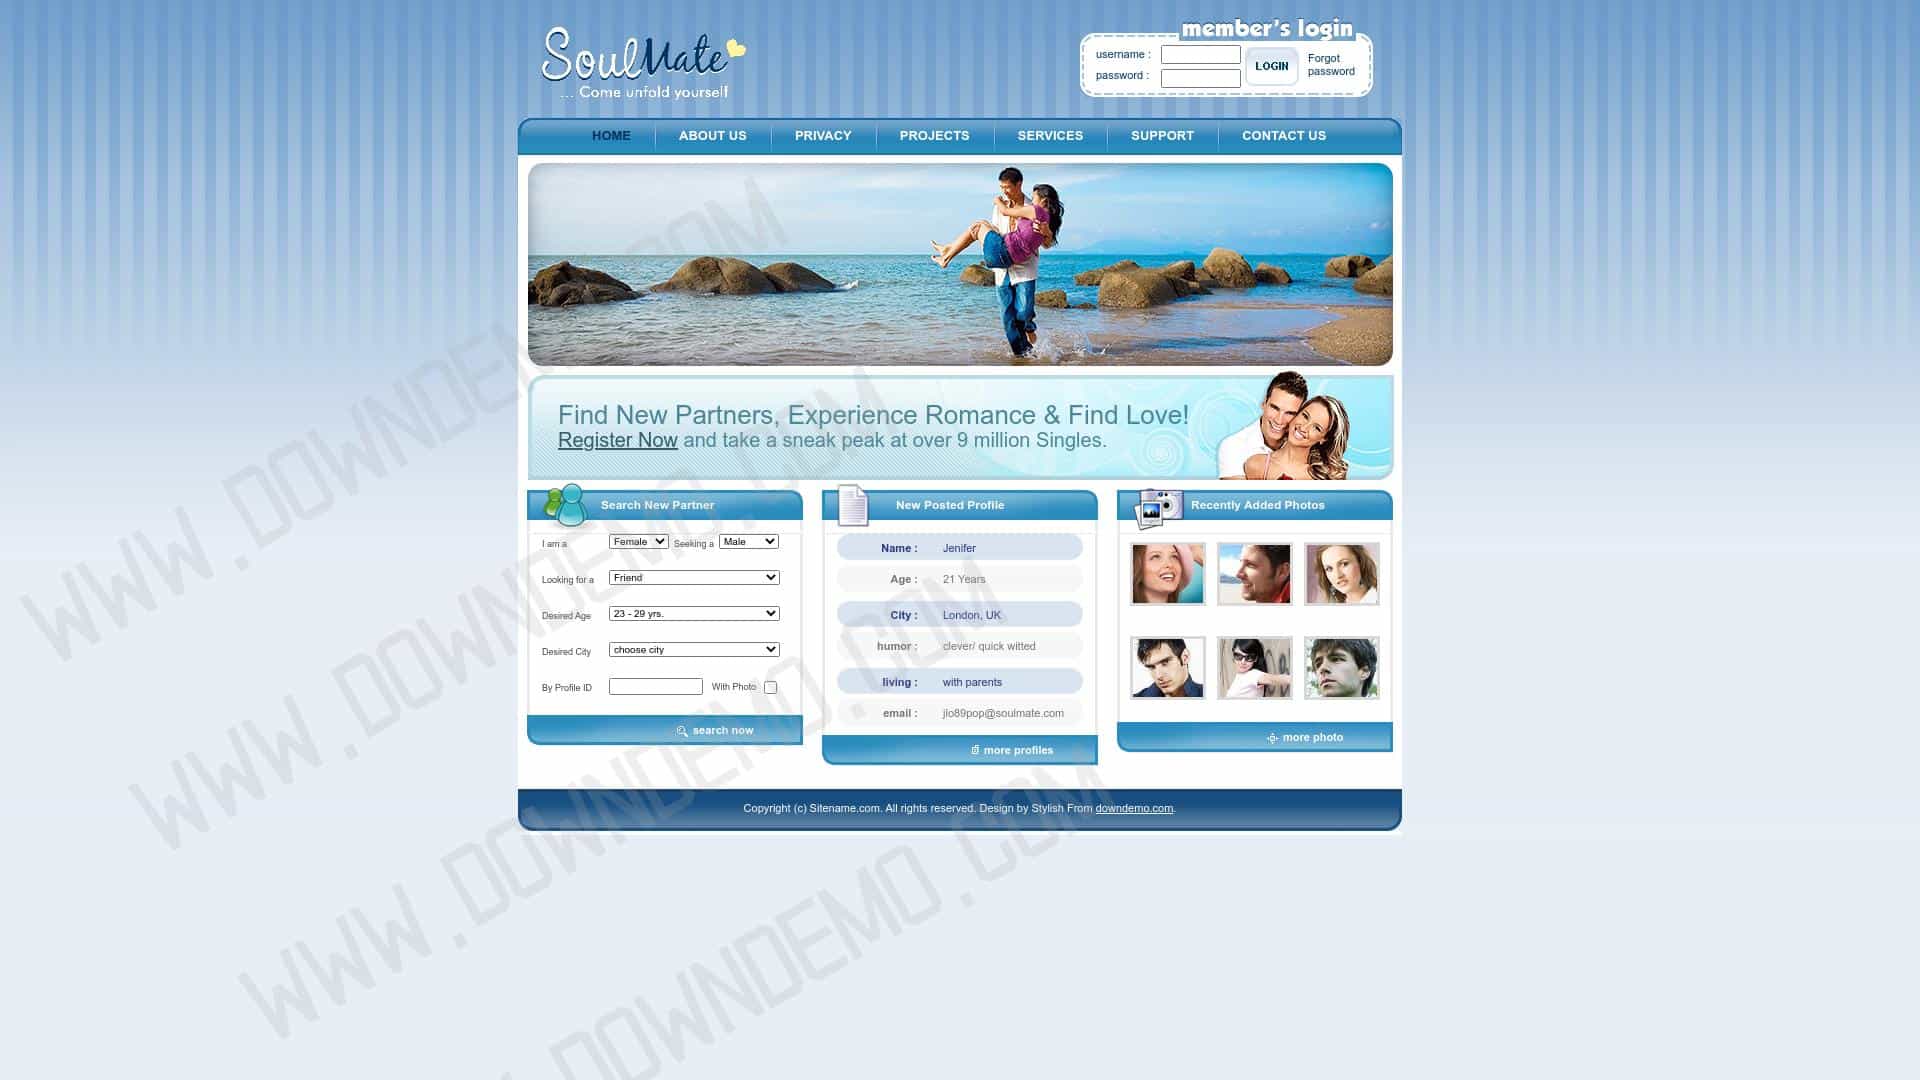 SoulMate
... Come unfold yourself
member's login
username :
password :
LOGIN
Forgot
password
HOME
ABOUT US
PRIVACY
PROJECTS
SERVICES
SUPPORT
CONTACT US
Find New Partners, Experience Romance & Find Love!
Register Now and take a sneak peak at over 9 million Singles.
Search New Partner
I am a Female Seeking a Male
Looking for a Friend
Desired Age 23 - 29 yrs.
Desired City choose city
By Profile ID With Photo
search now
New Posted Profile
Name : Jenifer
Age : 21 Years
City : London, UK
humor : clever/ quick witted
living : with parents
email : jio89pop@soulmate.com
more profiles
Recently Added Photos
more photo
Copyright (c) Sitename.com. All rights reserved. Design by Stylish From downdemo.com.
WWW.DOWNDEMO.COM
WWW.DOWNDEMO.COM
WWW.DOWNDEMO.COM
.DOWNDEMO.COM